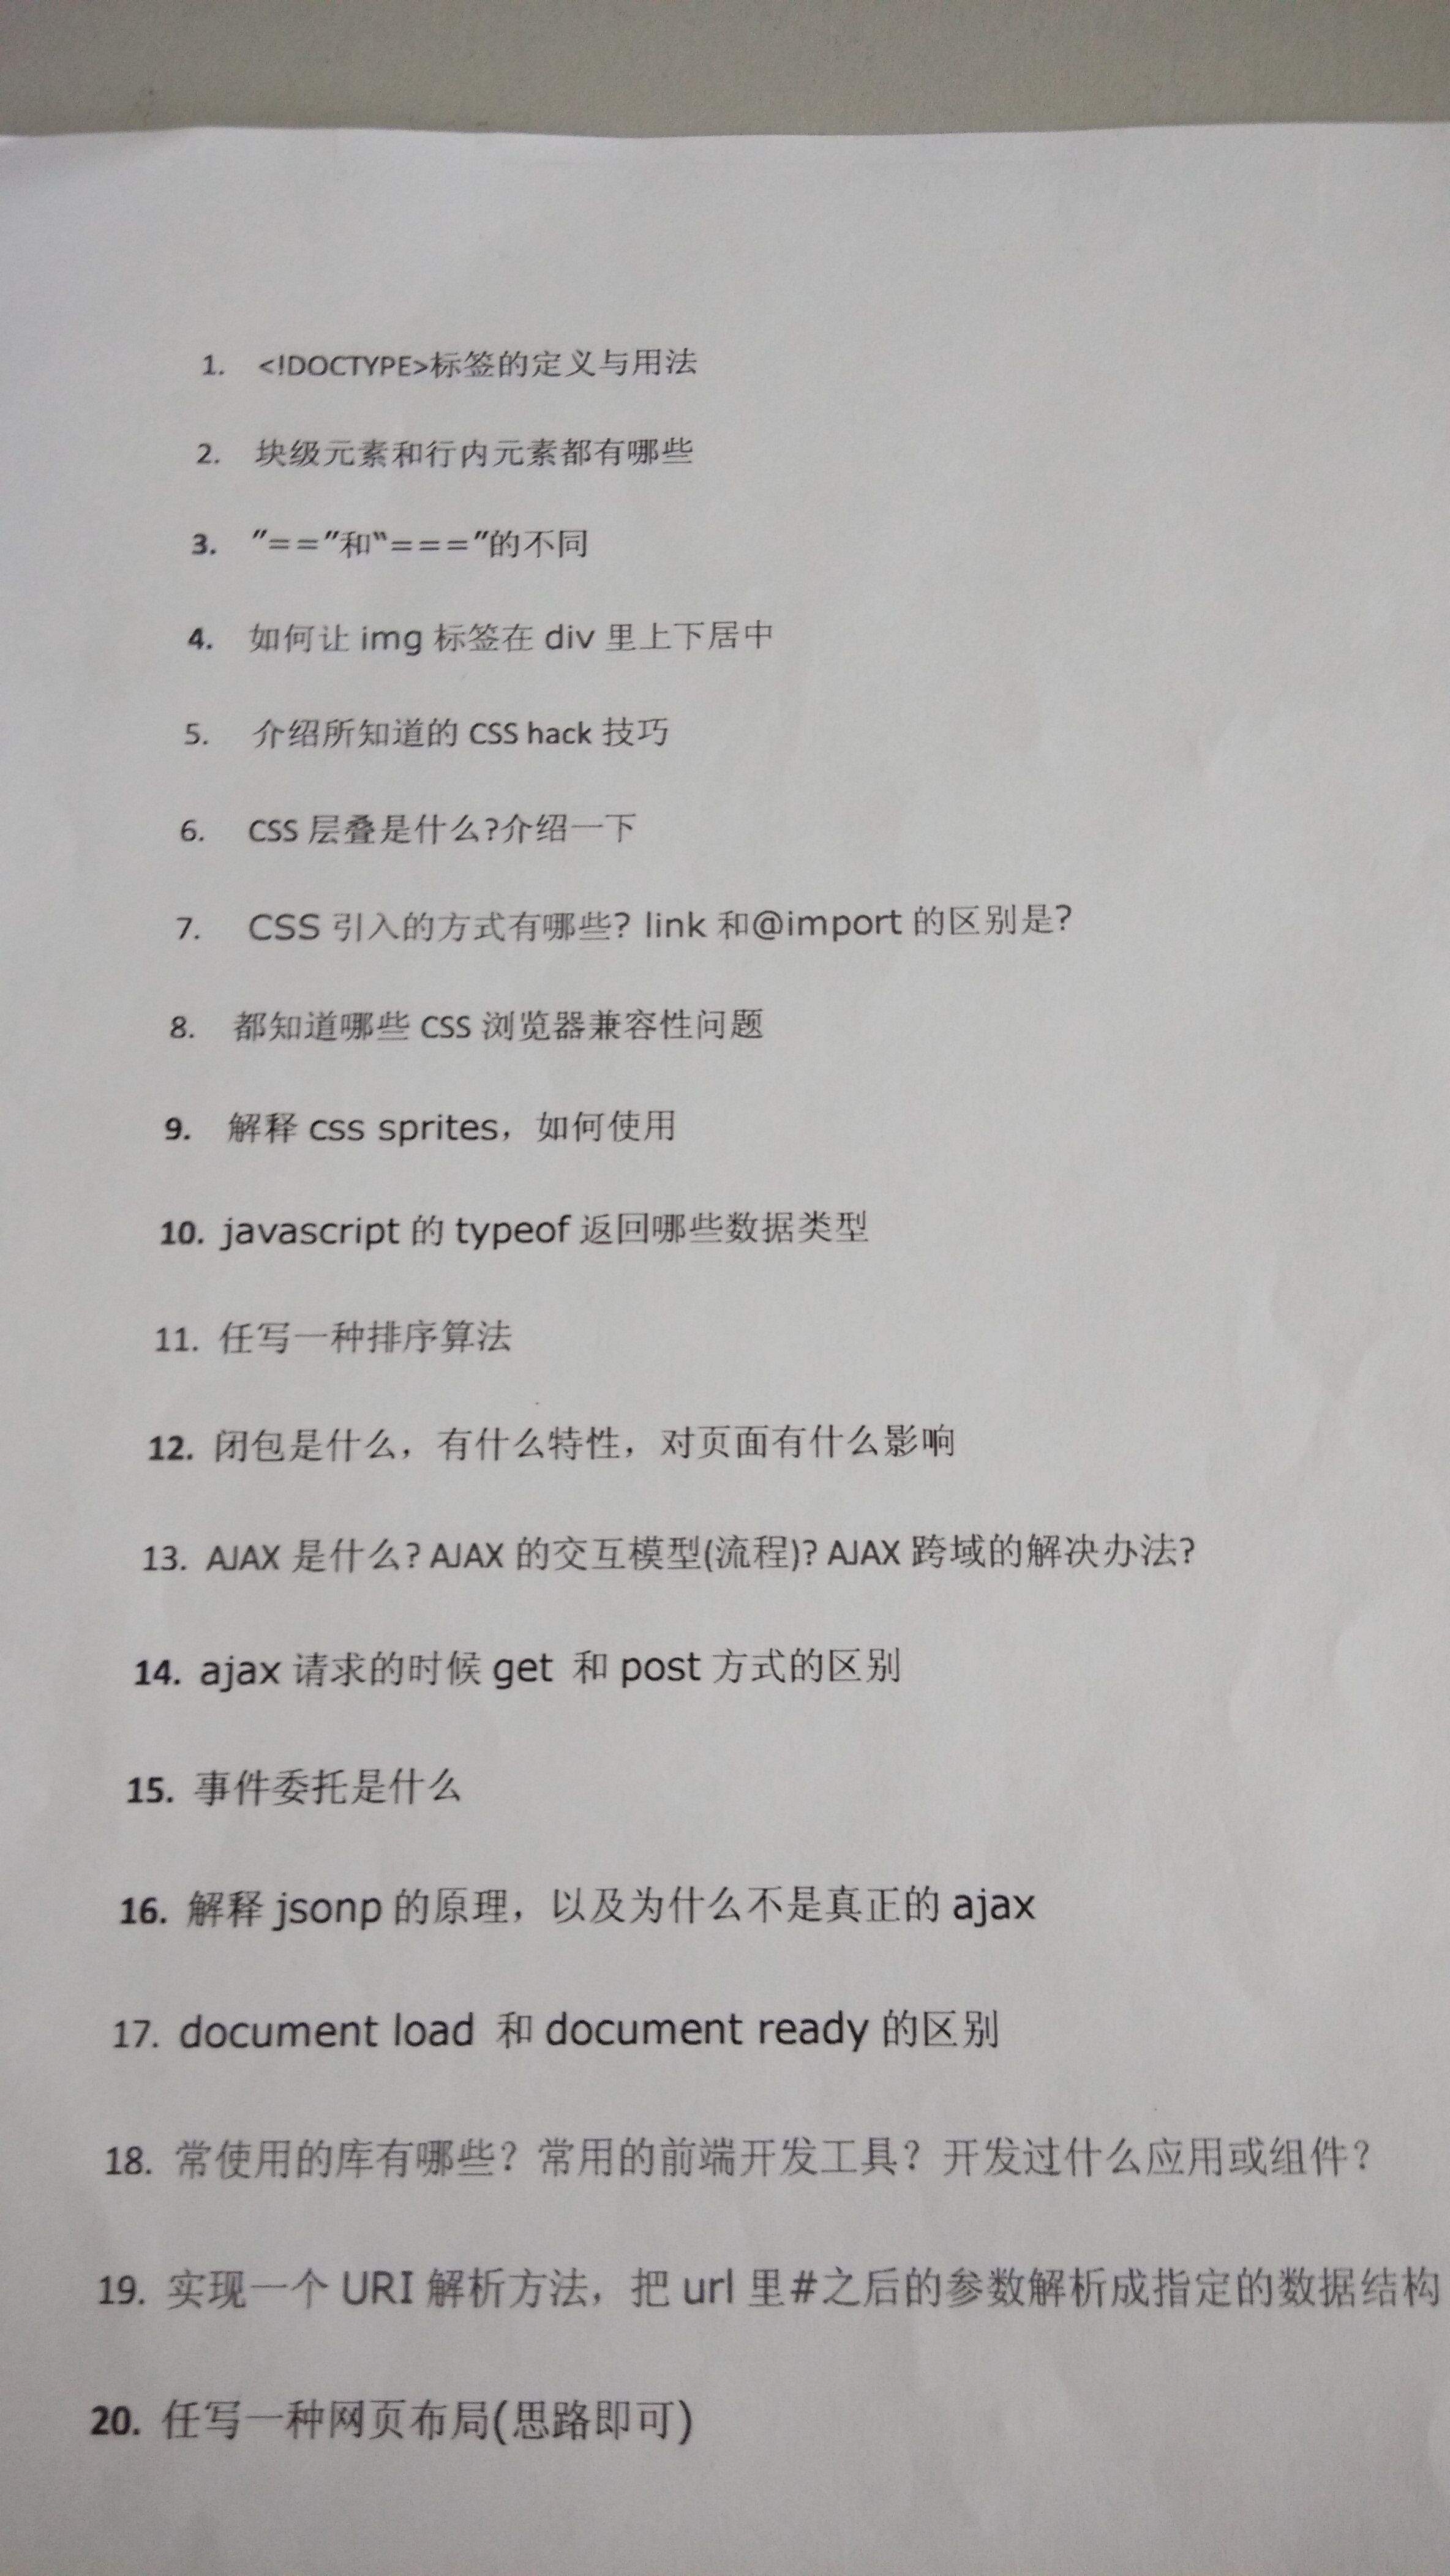 1. <!DOCTYPE>标签的定义与用法
2. 块级元素和行内元素都有哪些
3. ”==”和“===”的不同
4. 如何让 img 标签在 div 里上下居中
5. 介绍所知道的 CSS hack 技巧
6. CSS 层叠是什么?介绍一下
7. CSS 引入的方式有哪些? link 和@import 的区别是?
8. 都知道哪些 CSS 浏览器兼容性问题
9. 解释 css sprites，如何使用
10. javascript 的 typeof 返回哪些数据类型
11. 任写一种排序算法
12. 闭包是什么，有什么特性，对页面有什么影响
13. AJAX 是什么? AJAX 的交互模型(流程)? AJAX 跨域的解决办法?
14. ajax 请求的时候 get 和 post 方式的区别
15. 事件委托是什么
16. 解释 jsonp 的原理，以及为什么不是真正的 ajax
17. document load 和 document ready 的区别
18. 常使用的库有哪些？常用的前端开发工具？开发过什么应用或组件？
19. 实现一个 URI 解析方法，把 url 里#之后的参数解析成指定的数据结构
20. 任写一种网页布局(思路即可)